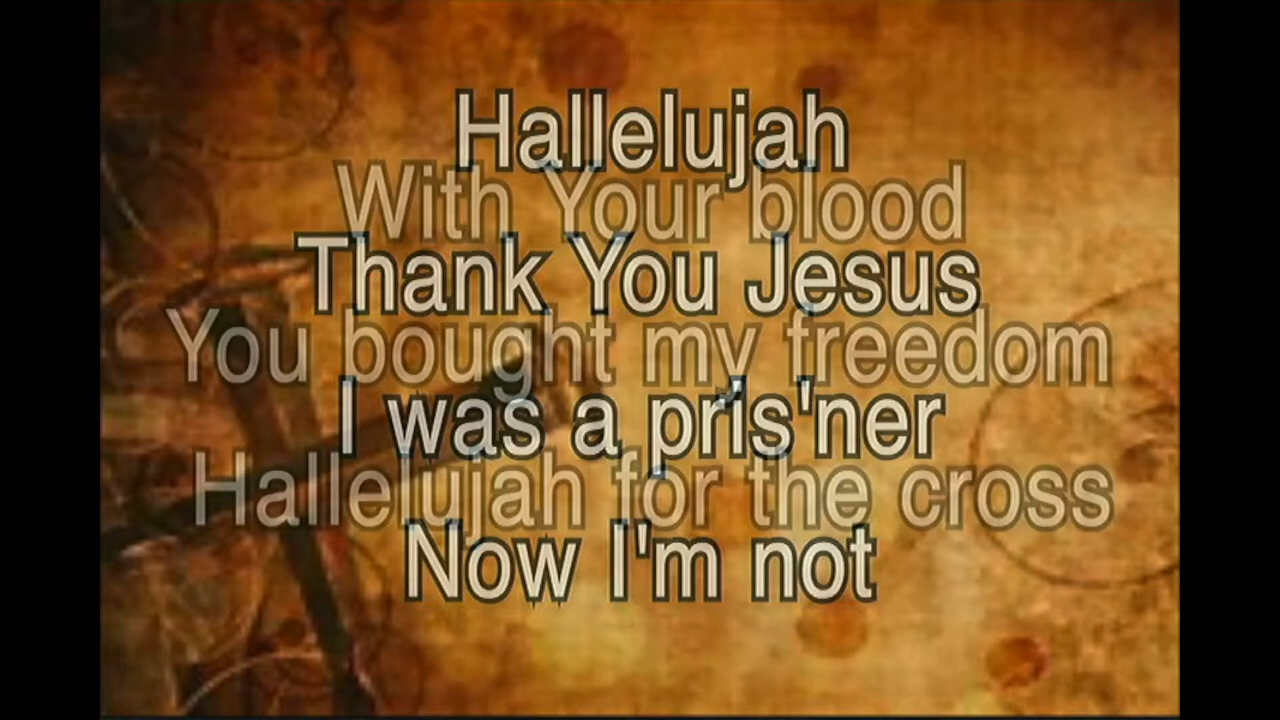 Hallelujah
With Your blood
Thank You Jesus
You bought my freedom
I was a pris'ner
Hallelujah for the cross
Now I'm not